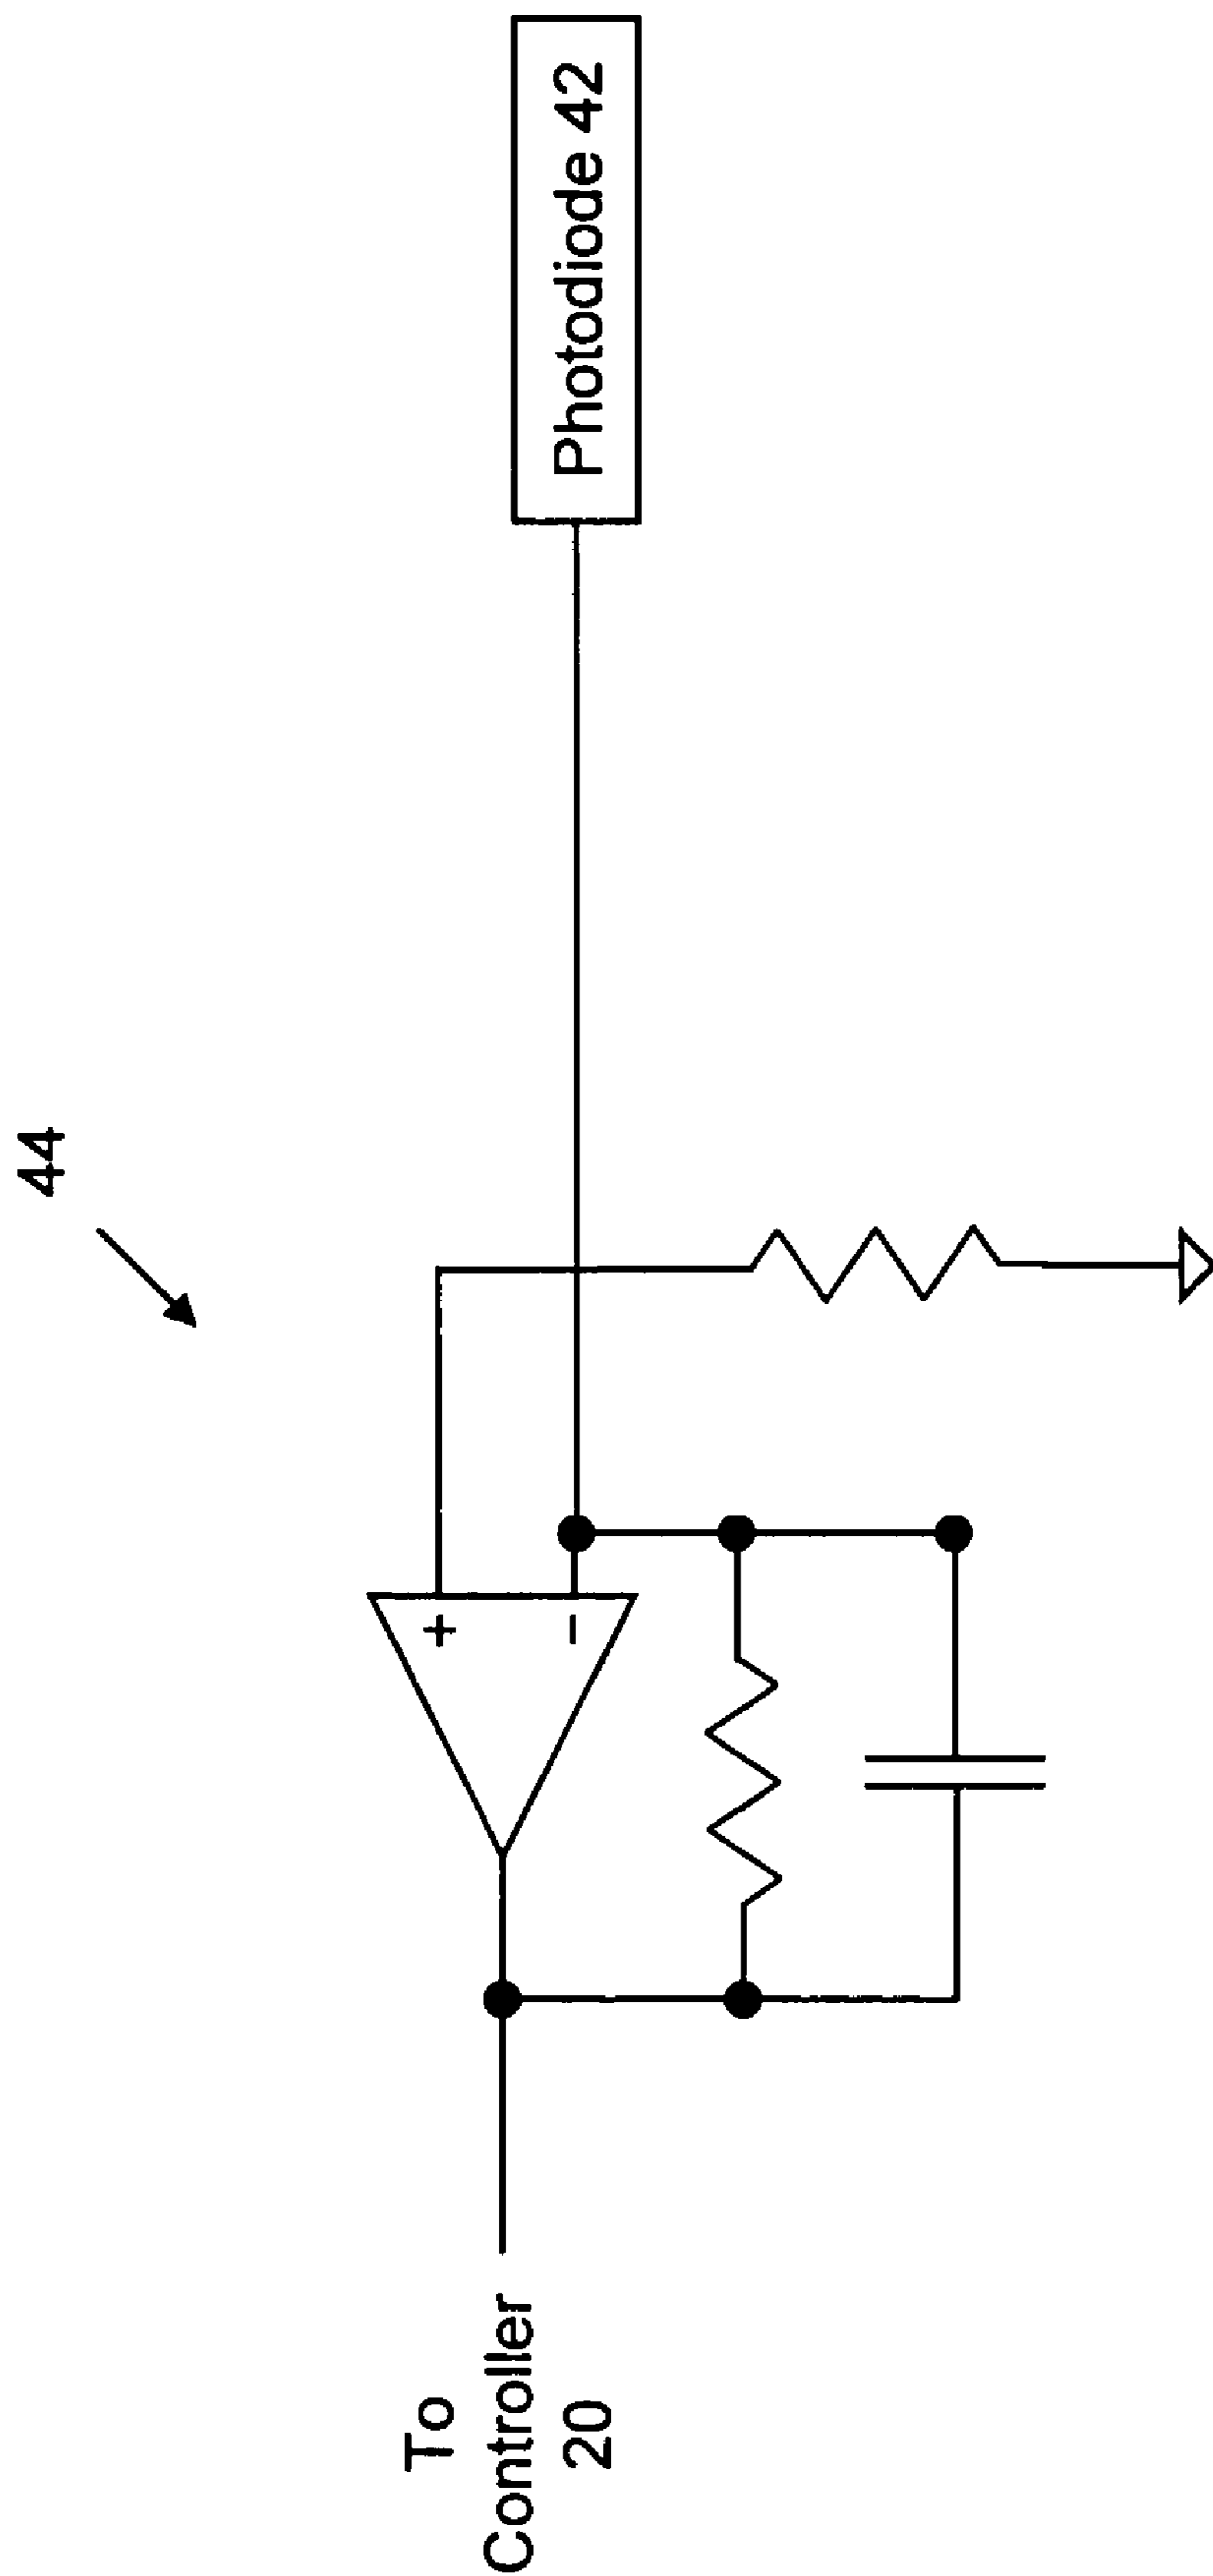 44
To
Controller
20
+
–
Photodiode 42